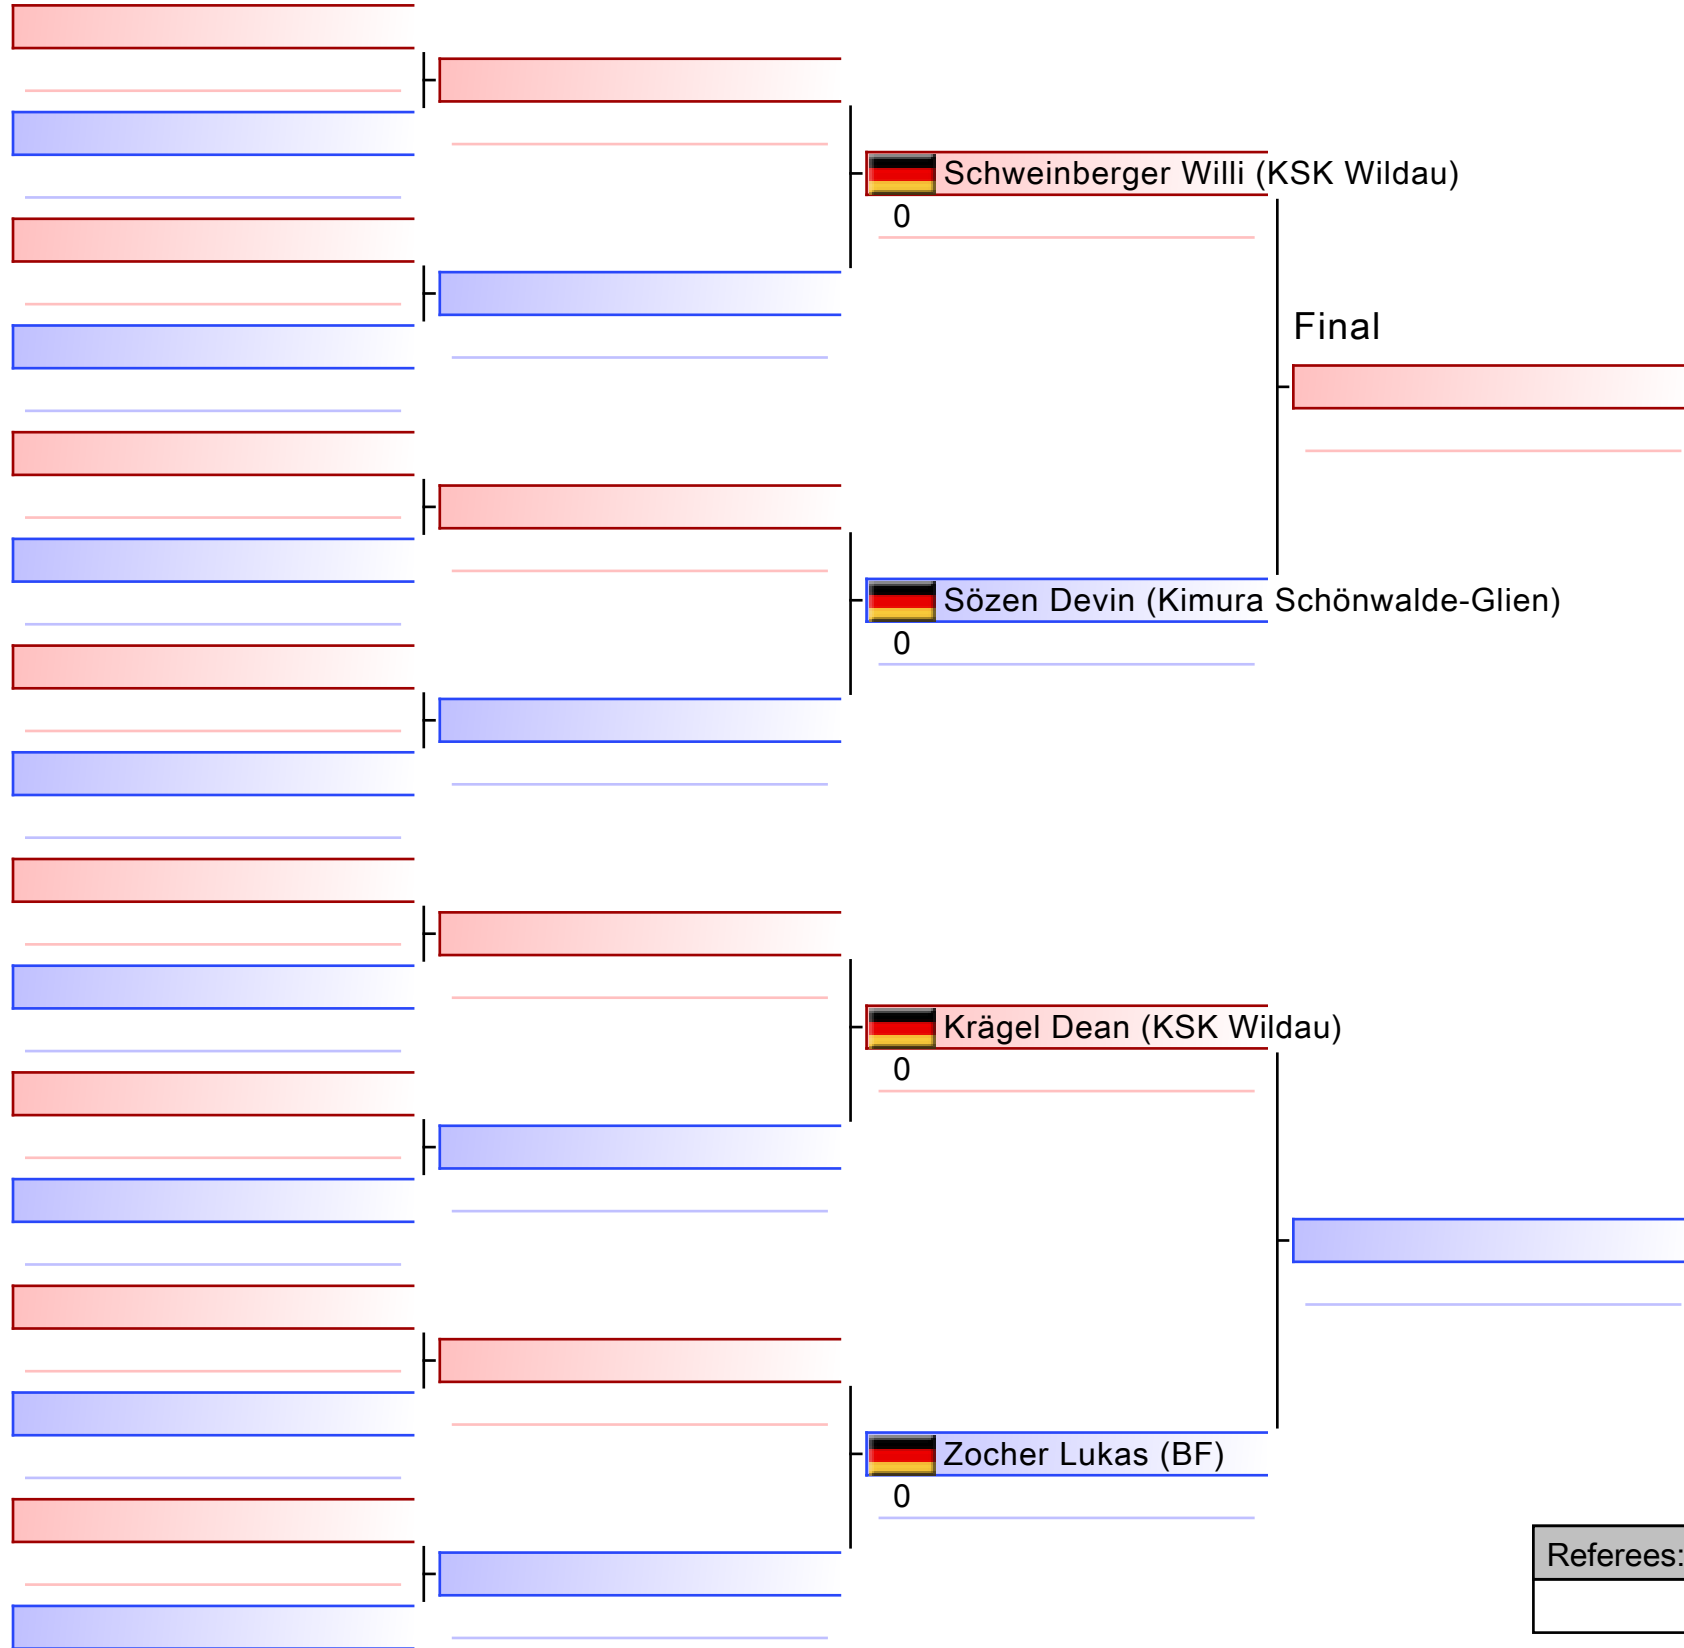 Schweinberger Willi (KSK Wildau)
0
Final
Sözen Devin (Kimura Schönwalde-Glien)
0
Krägel Dean (KSK Wildau)
0
Zocher Lukas (BF)
0
Referees: